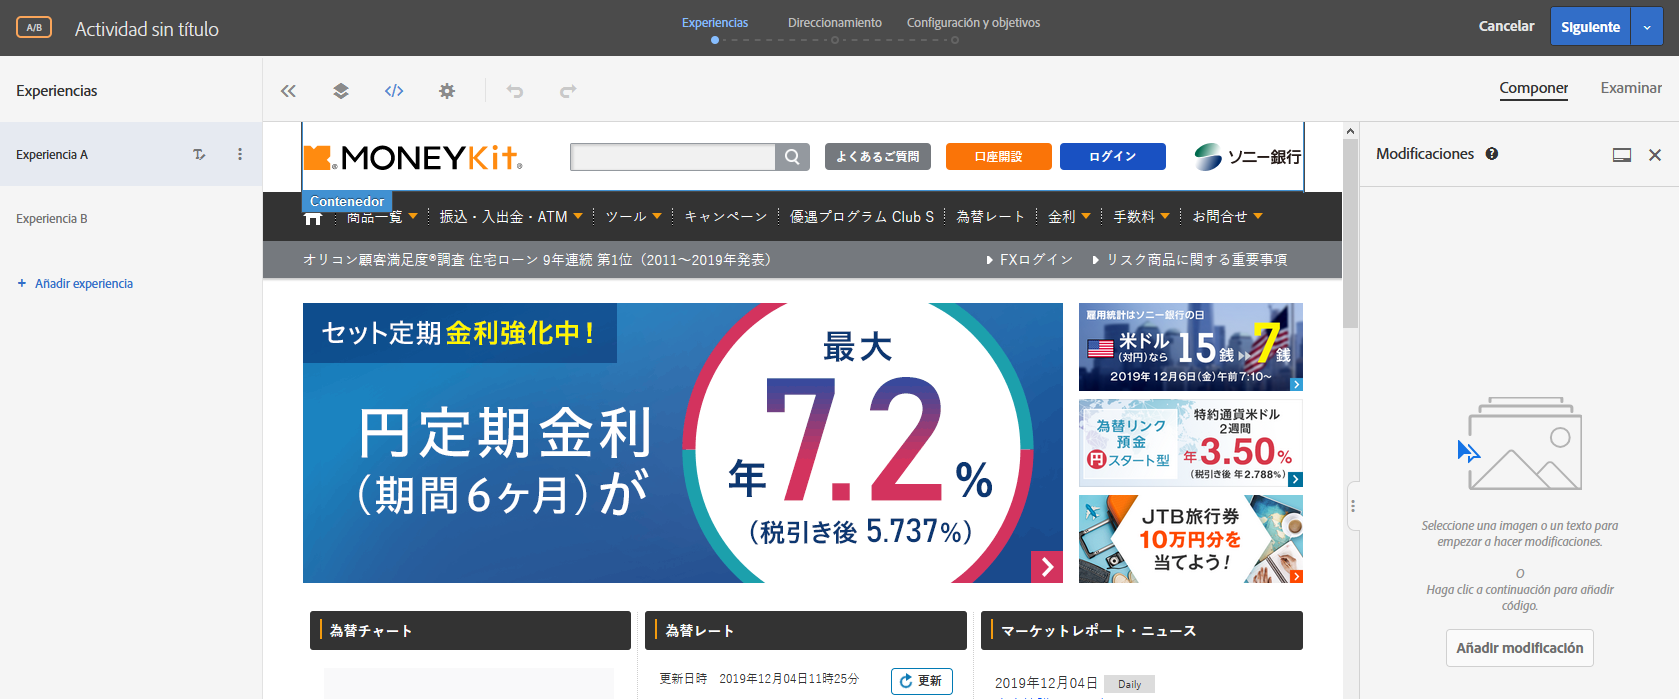 A/B
Actividad sin título
Experiencias
Direccionamiento
Configuración y objetivos
Cancelar
Siguiente
Experiencias
Componer
Examinar
Experiencia A
Experiencia B
+ Añadir experiencia
MONEYKit
よくあるご質問
口座開設
ログイン
ソニー銀行
Contenedor
商品一覧
振込・入出金・ATM
ツール
キャンペーン
優遇プログラム Club S
為替レート
金利
手数料
お問合せ
オリコン顧客満足度®調査 住宅ローン 9年連続 第1位（2011～2019年発表）
FXログイン
リスク商品に関する重要事項
セット定期 金利強化中！
円定期金利
（期間6ヶ月）が
最大
年7.2%
（税引き後 5.737%）
雇用統計はソニー銀行の日
米ドル
（対円）なら
15銭
7銭
2019年12月6日(金)午前7:10～
為替リンク
預金
円スタート型
特約通貨米ドル
2週間
年3.50%
（税引き後 年2.788%）
JTB旅行券
10万円分を
当てよう！
為替チャート
為替レート
マーケットレポート・ニュース
更新日時　2019年12月04日11時25分
更新
2019年12月04日
Daily
Modificaciones
Seleccione una imagen o un texto para
empezar a hacer modificaciones.
O
Haga clic a continuación para añadir
código.
Añadir modificación